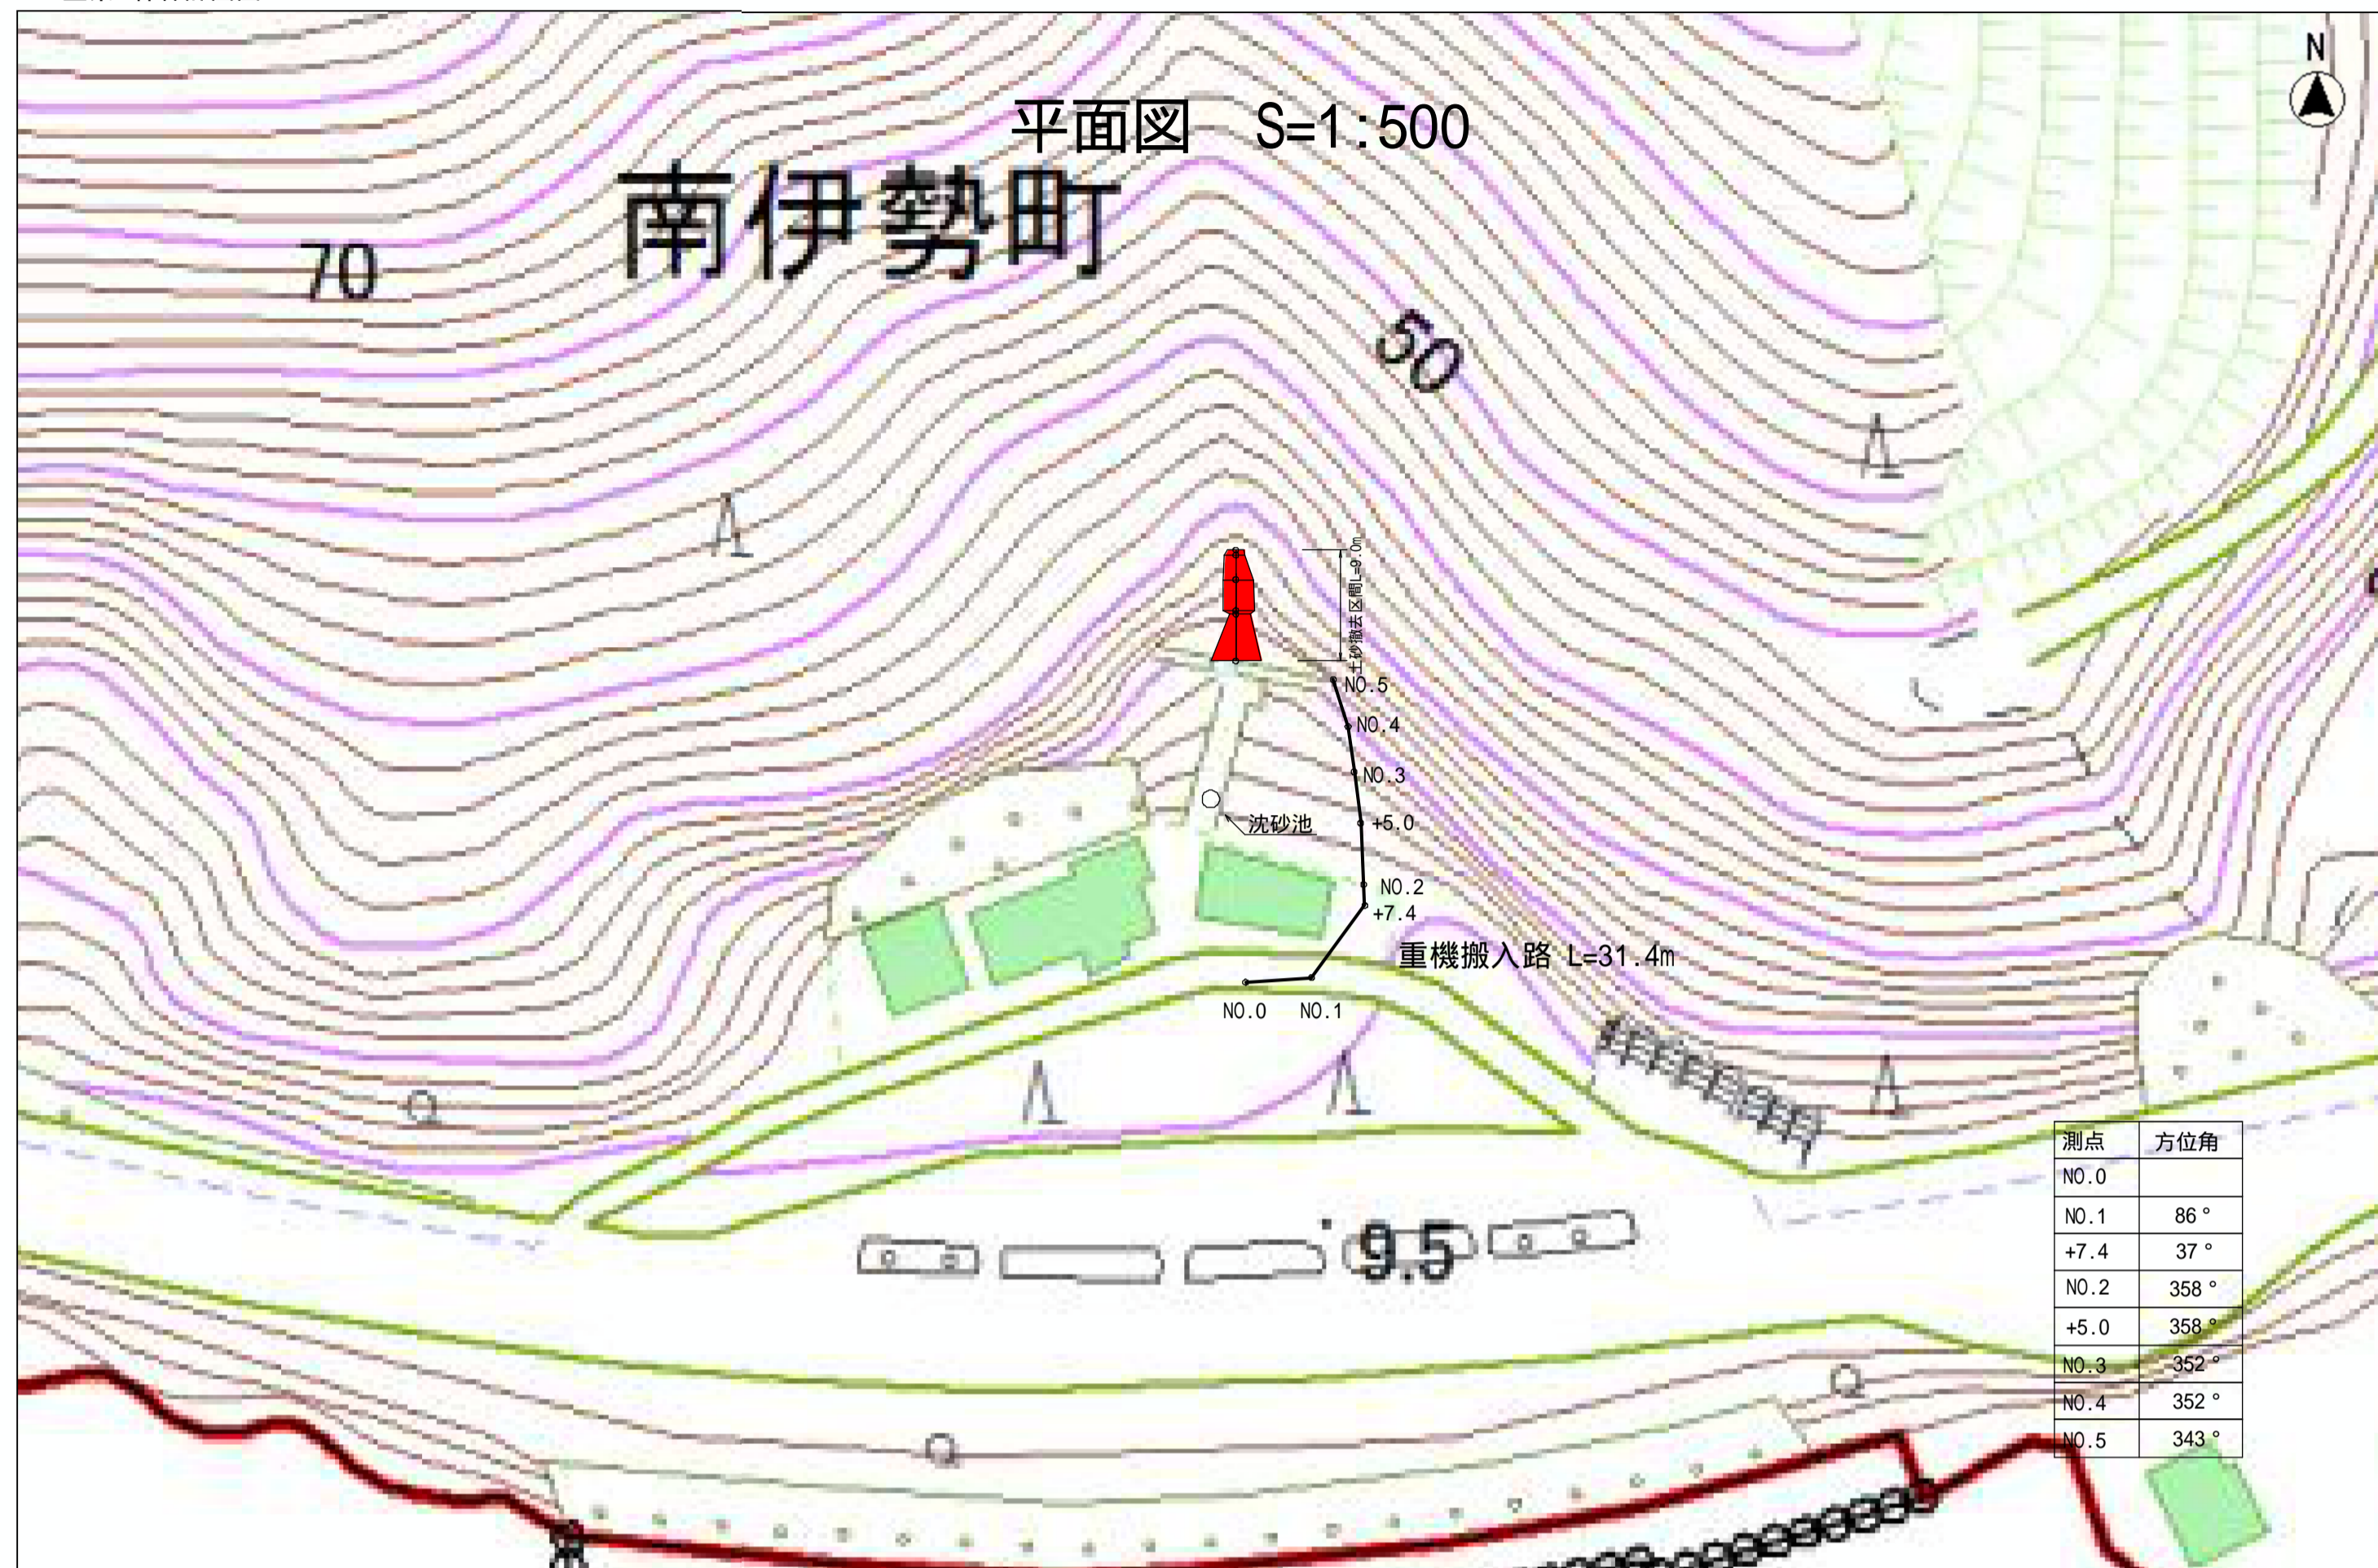 N
平面図 S=1:500
南伊勢町
70
50
土砂撤去区間L=9.0m
NO.5
NO.4
NO.3
+5.0
沈砂池
NO.2
+7.4
重機搬入路 L=31.4m
NO.0 NO.1
9.5
測点 方位角
NO.0
NO.1 86°
+7.4 37°
NO.2 358°
+5.0 358°
NO.3 352°
NO.4 352°
NO.5 343°